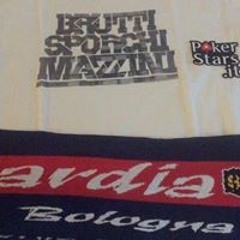 BRUTTI
SPORCHI
MAZZINI
Poker
Stars
.it
ardia
Bologna